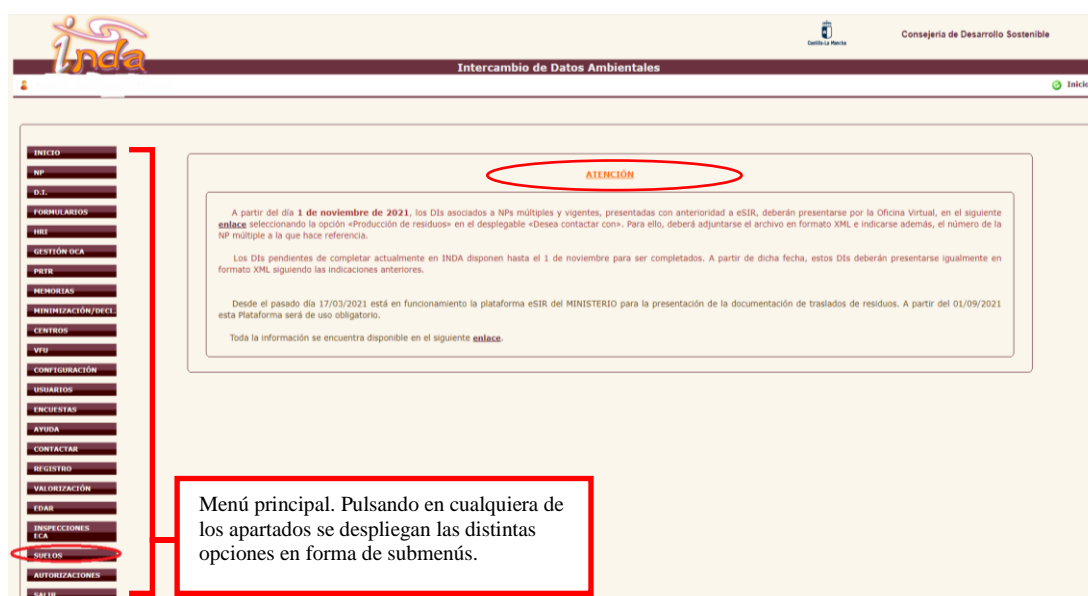 Inda
Castilla-La Mancha
Consejería de Desarrollo Sostenible
Intercambio de Datos Ambientales
Inicio
INICIO
NP
D.I.
FORMULARIOS
HRI
GESTIÓN OCA
PRTR
MEMORIAS
MINIMIZACIÓN/DECL.
CENTROS
VFU
CONFIGURACIÓN
USUARIOS
ENCUESTAS
AYUDA
CONTACTAR
REGISTRO
VALORIZACIÓN
EDAR
INSPECCIONES
ECA
SUELOS
AUTORIZACIONES
SALIR
ATENCIÓN
A partir del día 1 de noviembre de 2021, los DIs asociados a NPs múltiples y vigentes, presentadas con anterioridad a eSIR, deberán presentarse por la Oficina Virtual, en el siguiente
enlace seleccionando la opción «Producción de residuos» en el desplegable «Desea contactar con». Para ello, deberá adjuntarse el archivo en formato XML e indicarse además, el número de la
NP múltiple a la que hace referencia.
Los DIs pendientes de completar actualmente en INDA disponen hasta el 1 de noviembre para ser completados. A partir de dicha fecha, estos DIs deberán presentarse igualmente en
formato XML siguiendo las indicaciones anteriores.
Desde el pasado día 17/03/2021 está en funcionamiento la plataforma eSIR del MINISTERIO para la presentación de la documentación de traslados de residuos. A partir del 01/09/2021
esta Plataforma será de uso obligatorio.
Toda la información se encuentra disponible en el siguiente enlace.
Menú principal. Pulsando en cualquiera de
los apartados se despliegan las distintas
opciones en forma de submenús.